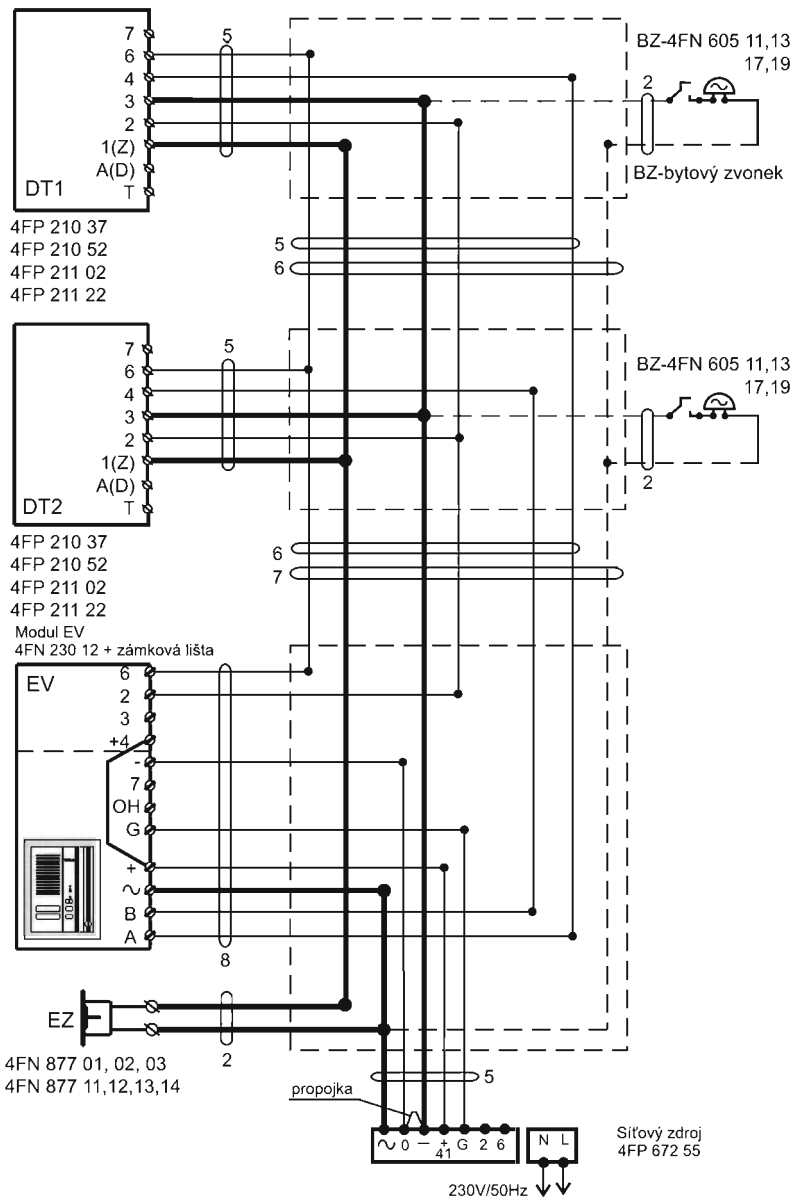 7
6
4
3
2
1(Z)
A(D)
T
DT1
5
BZ-4FN 605 11,13
17,19
2
BZ-bytový zvonek
4FP 210 37
4FP 210 52
4FP 211 02
4FP 211 22
5
6
7
6
4
3
2
1(Z)
A(D)
T
DT2
5
BZ-4FN 605 11,13
17,19
2
4FP 210 37
4FP 210 52
4FP 211 02
4FP 211 22
6
7
Modul EV
4FN 230 12 + zámková lišta
EV
6
2
3
+4
-
7
OH
G
+
~
B
A
8
EZ
2
4FN 877 01, 02, 03
4FN 877 11,12,13,14
5
propojka
~ 0 – + G 2 6
41
N L
Síťový zdroj
4FP 672 55
230V/50Hz